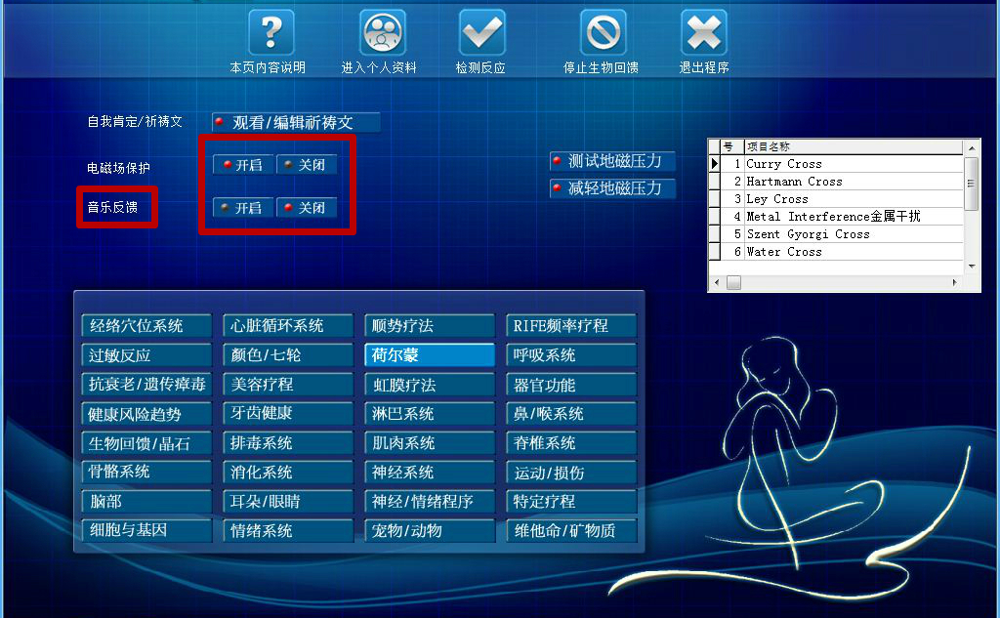 ?
本页内容说明 进入个人资料 检测反应 停止生物回馈 退出程序
自我肯定/祈祷文 观看/编辑祈祷文
电磁场保护 开启 关闭
音乐反馈 开启 关闭
测试地磁压力
减轻地磁压力
号 项目名称
1 Curry Cross
2 Hartmann Cross
3 Ley Cross
4 Metal Interference金属干扰
5 Szent Gyorgi Cross
6 Water Cross
经络穴位系统 心脏循环系统 顺势疗法 RIFE频率疗程
过敏反应 颜色/七轮 荷尔蒙 呼吸系统
抗衰老/遗传瘴毒 美容疗程 虹膜疗法 器官功能
健康风险趋势 牙齿健康 淋巴系统 鼻/喉系统
生物回馈/晶石 排毒系统 肌肉系统 脊椎系统
骨骼系统 消化系统 神经系统 运动/损伤
脑部 耳朵/眼睛 神经/情绪程序 特定疗程
细胞与基因 情绪系统 宠物/动物 维他命/矿物质